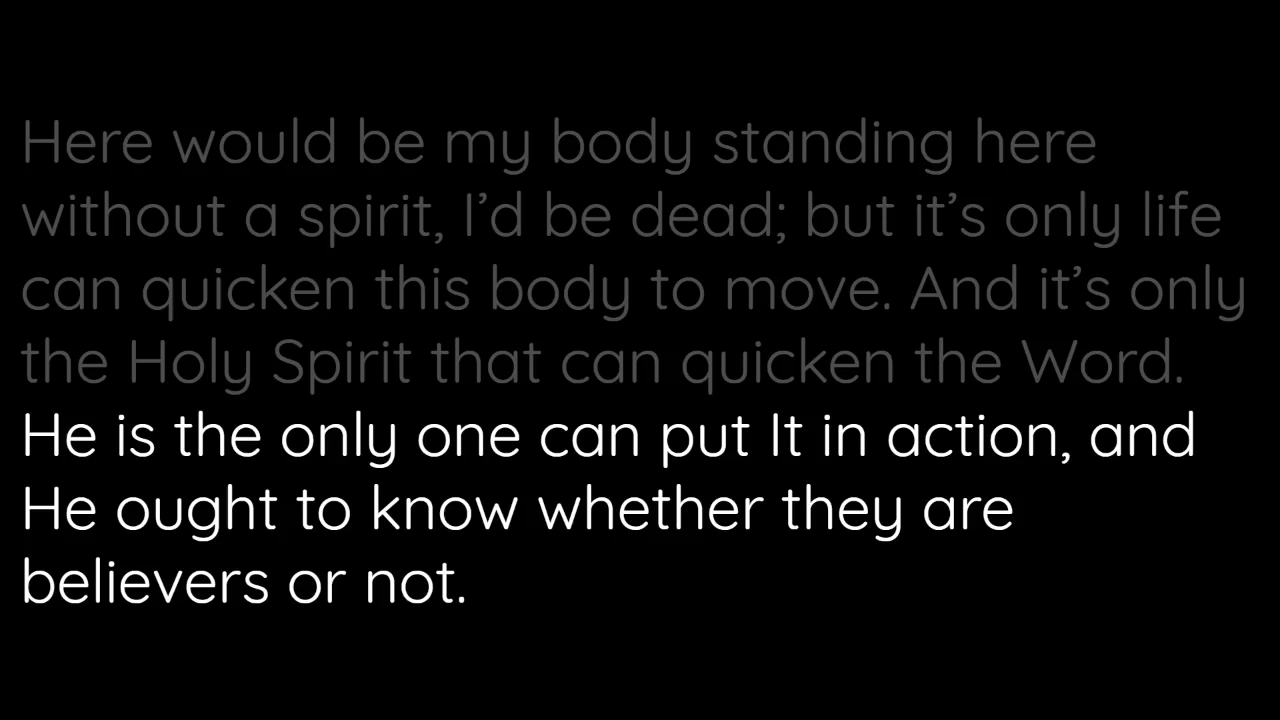 Here would be my body standing here
without a spirit, I’d be dead; but it’s only life
can quicken this body to move. And it’s only
the Holy Spirit that can quicken the Word.
He is the only one can put It in action, and
He ought to know whether they are
believers or not.